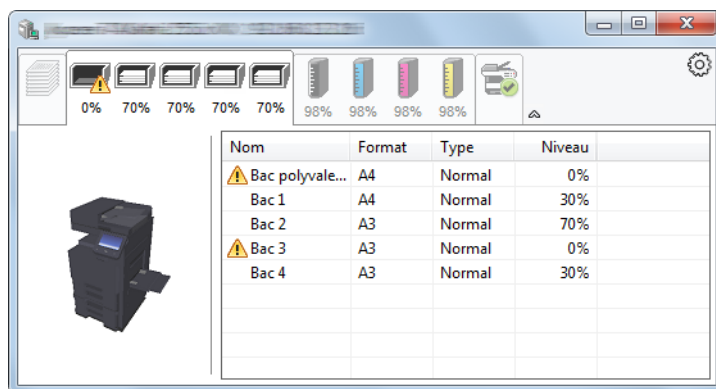 0% 70% 70% 70% 70% 98% 98% 98% 98%
Nom Format Type Niveau
Bac polyvale... A4 Normal 0%
Bac 1 A4 Normal 30%
Bac 2 A3 Normal 70%
Bac 3 A3 Normal 0%
Bac 4 A3 Normal 30%